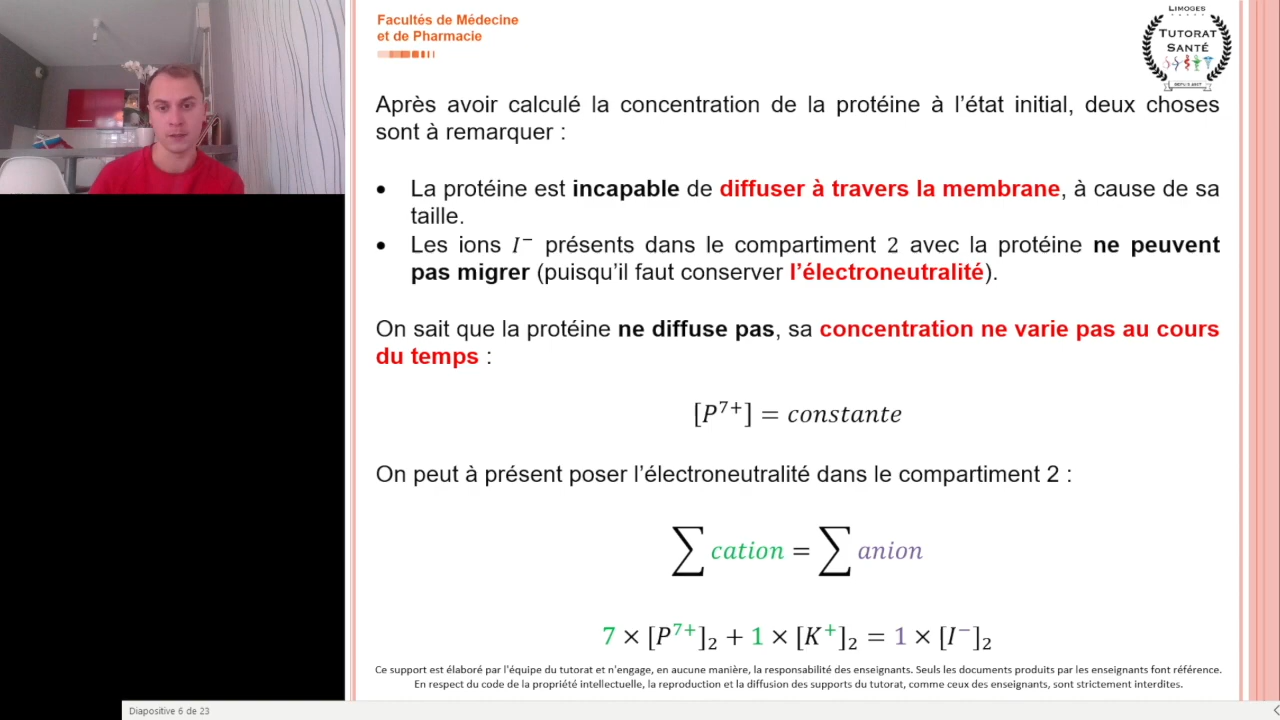 Facultés de Médecine
et de Pharmacie
LIMOGES
TUTORAT
SANTÉ
DEPUIS 2007
Après avoir calculé la concentration de la protéine à l'état initial, deux choses
sont à remarquer :
• La protéine est incapable de diffuser à travers la membrane, à cause de sa
taille.
• Les ions I⁻ présents dans le compartiment 2 avec la protéine ne peuvent
pas migrer (puisqu'il faut conserver l'électroneutralité).
On sait que la protéine ne diffuse pas, sa concentration ne varie pas au cours
du temps :
[P⁷⁺] = constante
On peut à présent poser l'électroneutralité dans le compartiment 2 :
∑ cation = ∑ anion
7 × [P⁷⁺]₂ + 1 × [K⁺]₂ = 1 × [I⁻]₂
Ce support est élaboré par l'équipe du tutorat et n'engage, en aucune manière, la responsabilité des enseignants. Seuls les documents produits par les enseignants font référence.
En respect du code de la propriété intellectuelle, la reproduction et la diffusion des supports du tutorat, comme ceux des enseignants, sont strictement interdites.
Diapositive 6 de 23